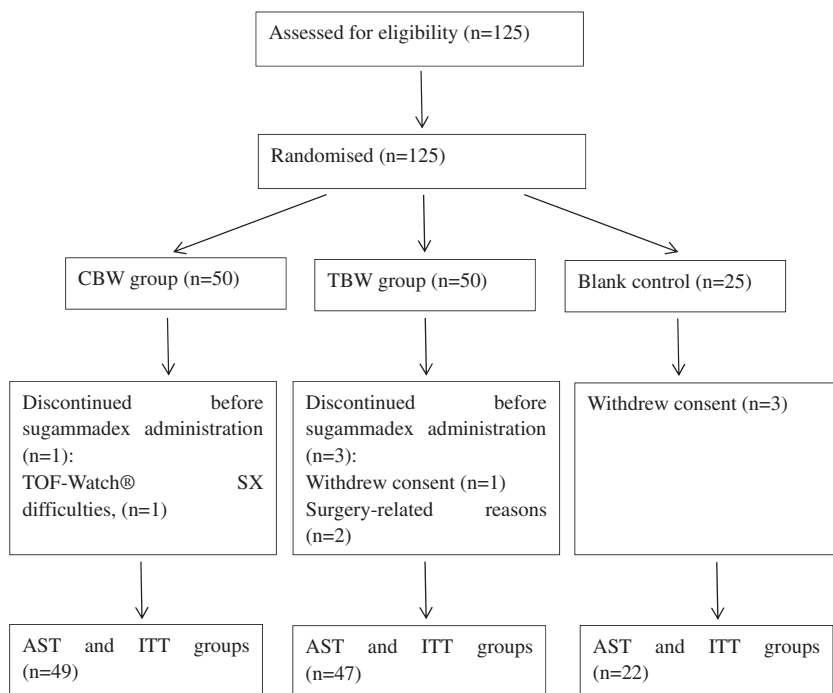 Assessed for eligibility (n=125)
Randomised (n=125)
CBW group (n=50)
TBW group (n=50)
Blank control (n=25)
Discontinued before
sugammadex administration
(n=1):
TOF-Watch® SX
difficulties, (n=1)
Discontinued before
sugammadex administration
(n=3):
Withdrew consent (n=1)
Surgery-related reasons
(n=2)
Withdrew consent (n=3)
AST and ITT groups
(n=49)
AST and ITT groups
(n=47)
AST and ITT groups
(n=22)